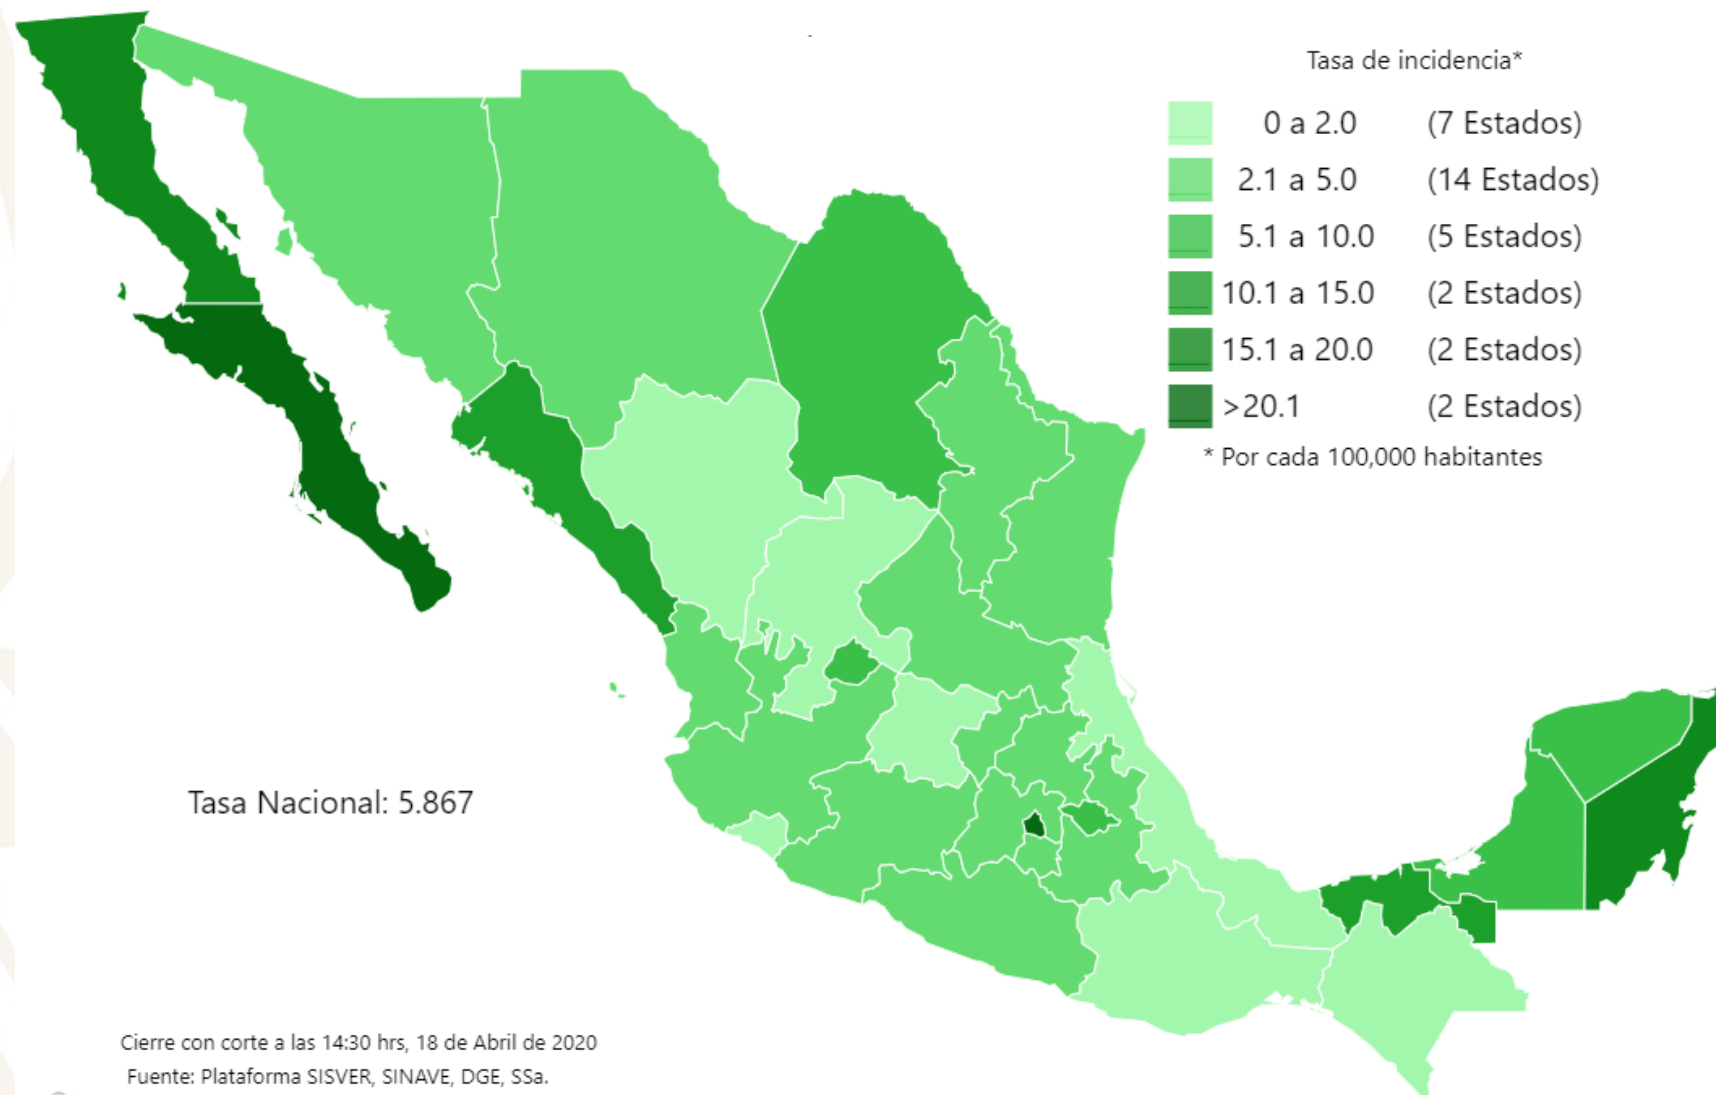 Tasa de incidencia*
0 a 2.0 (7 Estados)
2.1 a 5.0 (14 Estados)
5.1 a 10.0 (5 Estados)
10.1 a 15.0 (2 Estados)
15.1 a 20.0 (2 Estados)
>20.1 (2 Estados)
* Por cada 100,000 habitantes
Tasa Nacional: 5.867
Cierre con corte a las 14:30 hrs, 18 de Abril de 2020
Fuente: Plataforma SISVER, SINAVE, DGE, SSa.